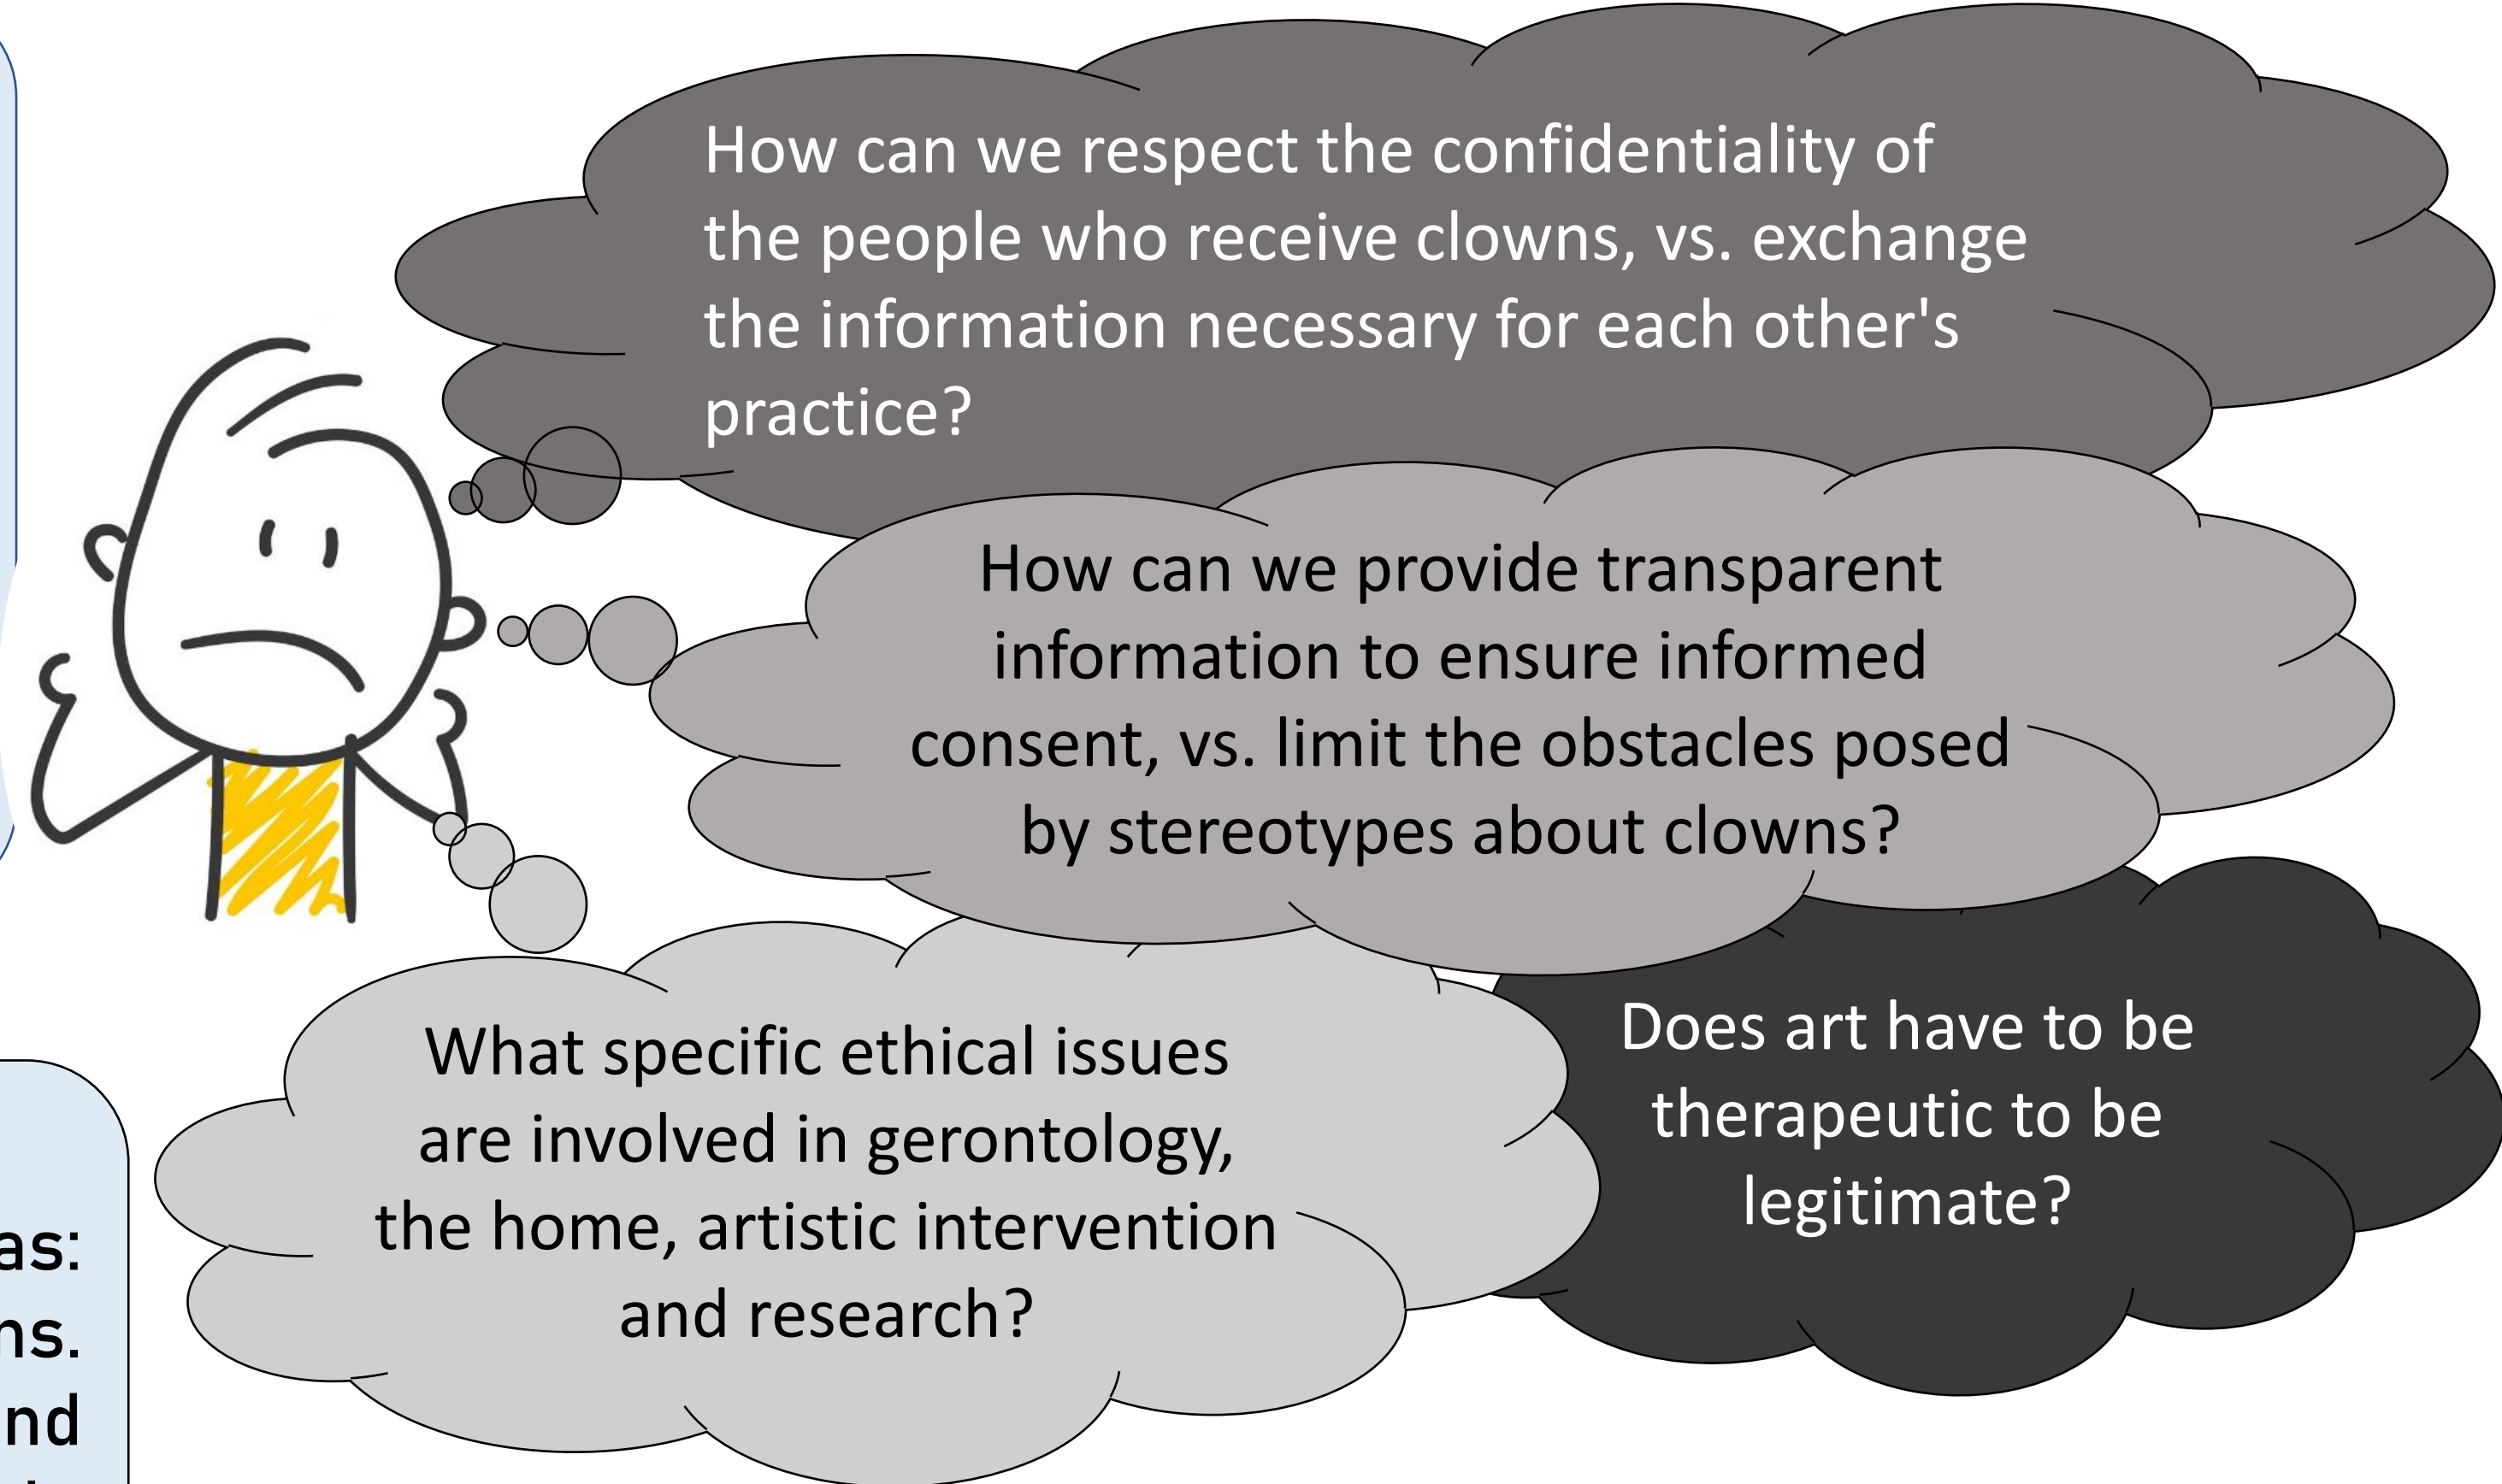 How can we respect the confidentiality of
the people who receive clowns, vs. exchange
the information necessary for each other's
practice?
How can we provide transparent
information to ensure informed
consent, vs. limit the obstacles posed
by stereotypes about clowns?
What specific ethical issues
are involved in gerontology,
the home, artistic intervention
and research?
Does art have to be
therapeutic to be
legitimate?
as:
ns.
nd